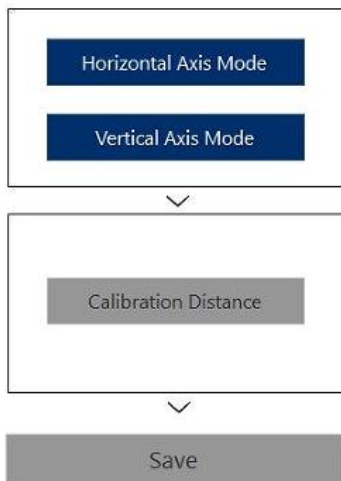 Horizontal Axis Mode
Vertical Axis Mode
Calibration Distance
Save